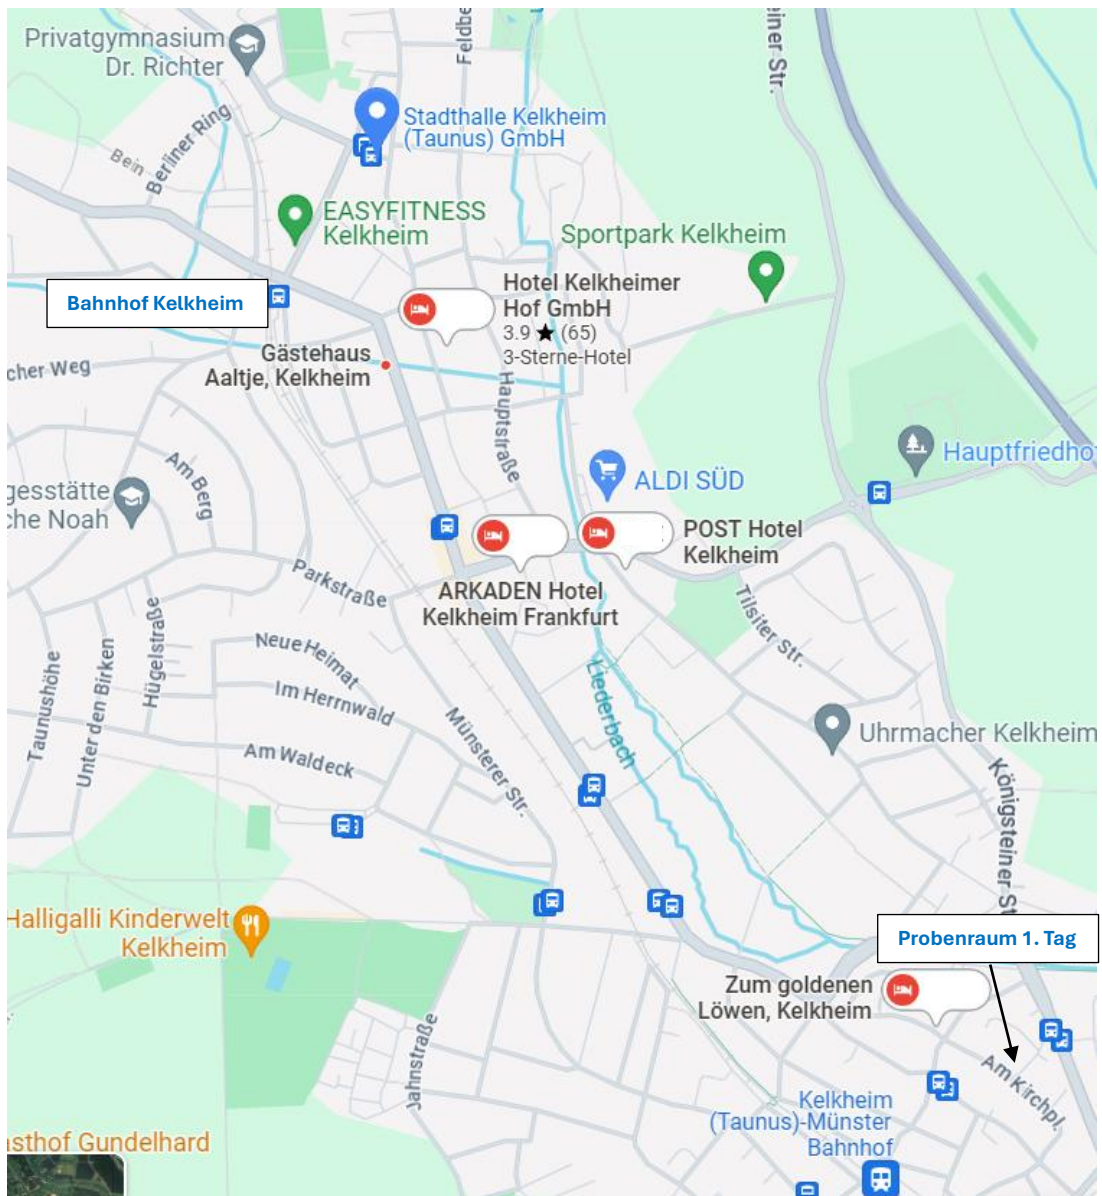 Privatgymnasium
Dr. Richter
Feldbe
einer Str.
Stadthalle Kelkheim
(Taunus) GmbH
Berliner Ring
Bein
EASYFITNESS
Kelkheim
Sportpark Kelkheim
Bahnhof Kelkheim
Hotel Kelkheimer
Hof GmbH
3.9 ★ (65)
3-Sterne-Hotel
Gästehaus
Aaltje, Kelkheim
cher Weg
Hauptstraße
Am Berg
Hauptfriedho
ALDI SÜD
gesstätte
che Noah
POST Hotel
Kelkheim
Parkstraße
ARKADEN Hotel
Kelkheim Frankfurt
Tilsiter Str.
Hügelstraße
Neue Heimat
Taunushöhe
Unter den Birken
Im Herrnwald
Liederbach
Münsterer Str.
Uhrmacher Kelkheim
Am Waldeck
Königsteiner St
Halligalli Kinderwelt
Kelkheim
Probenraum 1. Tag
Zum goldenen
Löwen, Kelkheim
Jahnstraße
Am Kirchpl.
Kelkheim
(Taunus)-Münster
Bahnhof
asthof Gundelhard